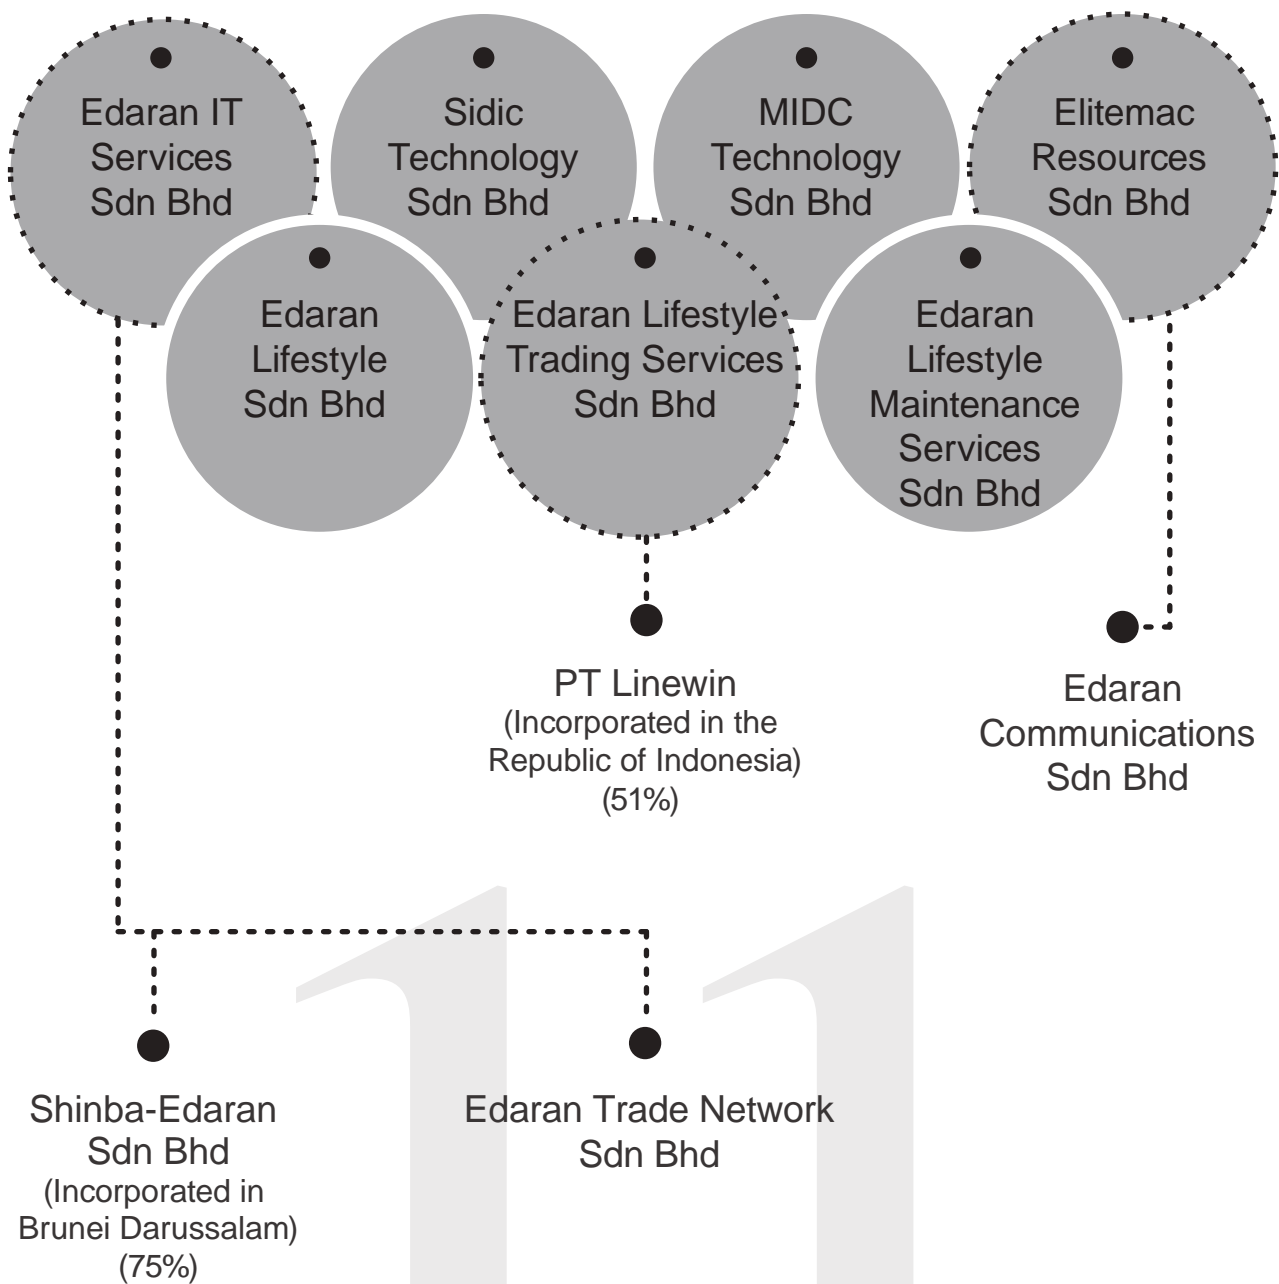 Edaran IT
Services
Sdn Bhd
Sidic
Technology
Sdn Bhd
MIDC
Technology
Sdn Bhd
Elitemac
Resources
Sdn Bhd
Edaran
Lifestyle
Sdn Bhd
Edaran Lifestyle
Trading Services
Sdn Bhd
Edaran
Lifestyle
Maintenance
Services
Sdn Bhd
PT Linewin
(Incorporated in the
Republic of Indonesia)
(51%)
Edaran
Communications
Sdn Bhd
Shinba-Edaran
Sdn Bhd
(Incorporated in
Brunei Darussalam)
(75%)
Edaran Trade Network
Sdn Bhd
11